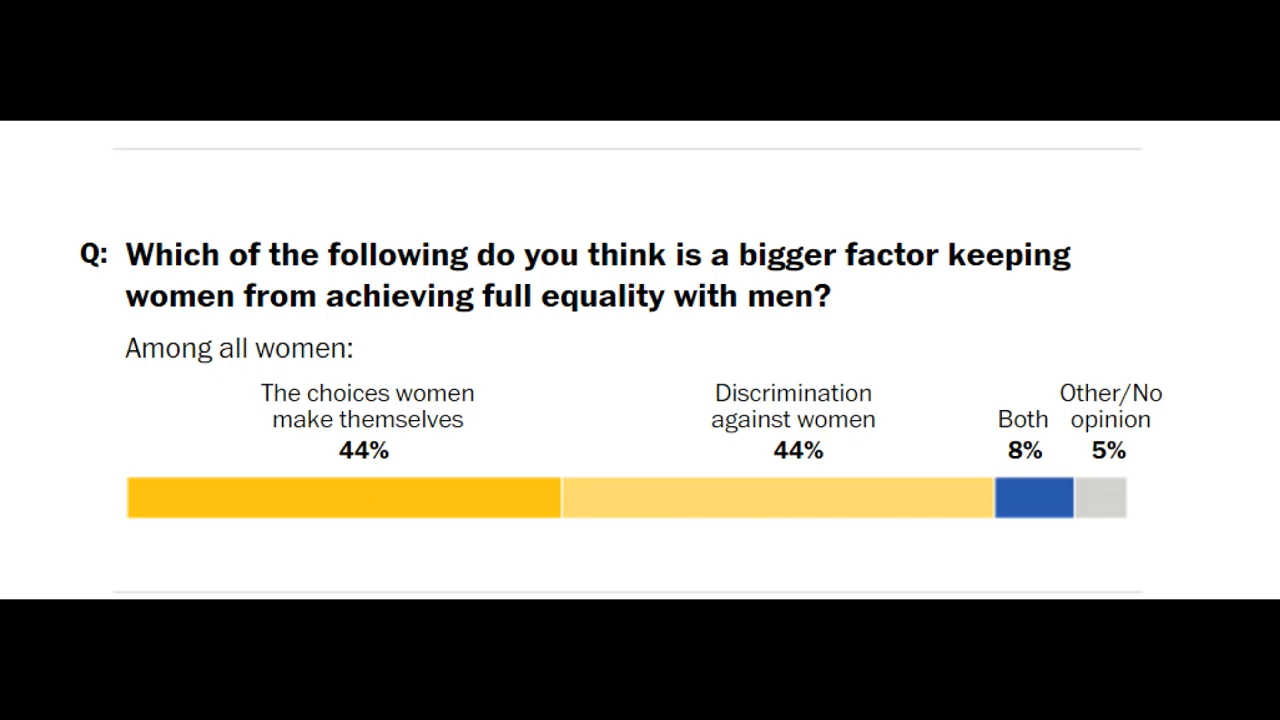 Q: Which of the following do you think is a bigger factor keeping
women from achieving full equality with men?
Among all women:
The choices women
make themselves
44%
Discrimination
against women
44%
Both
8%
Other/No
opinion
5%